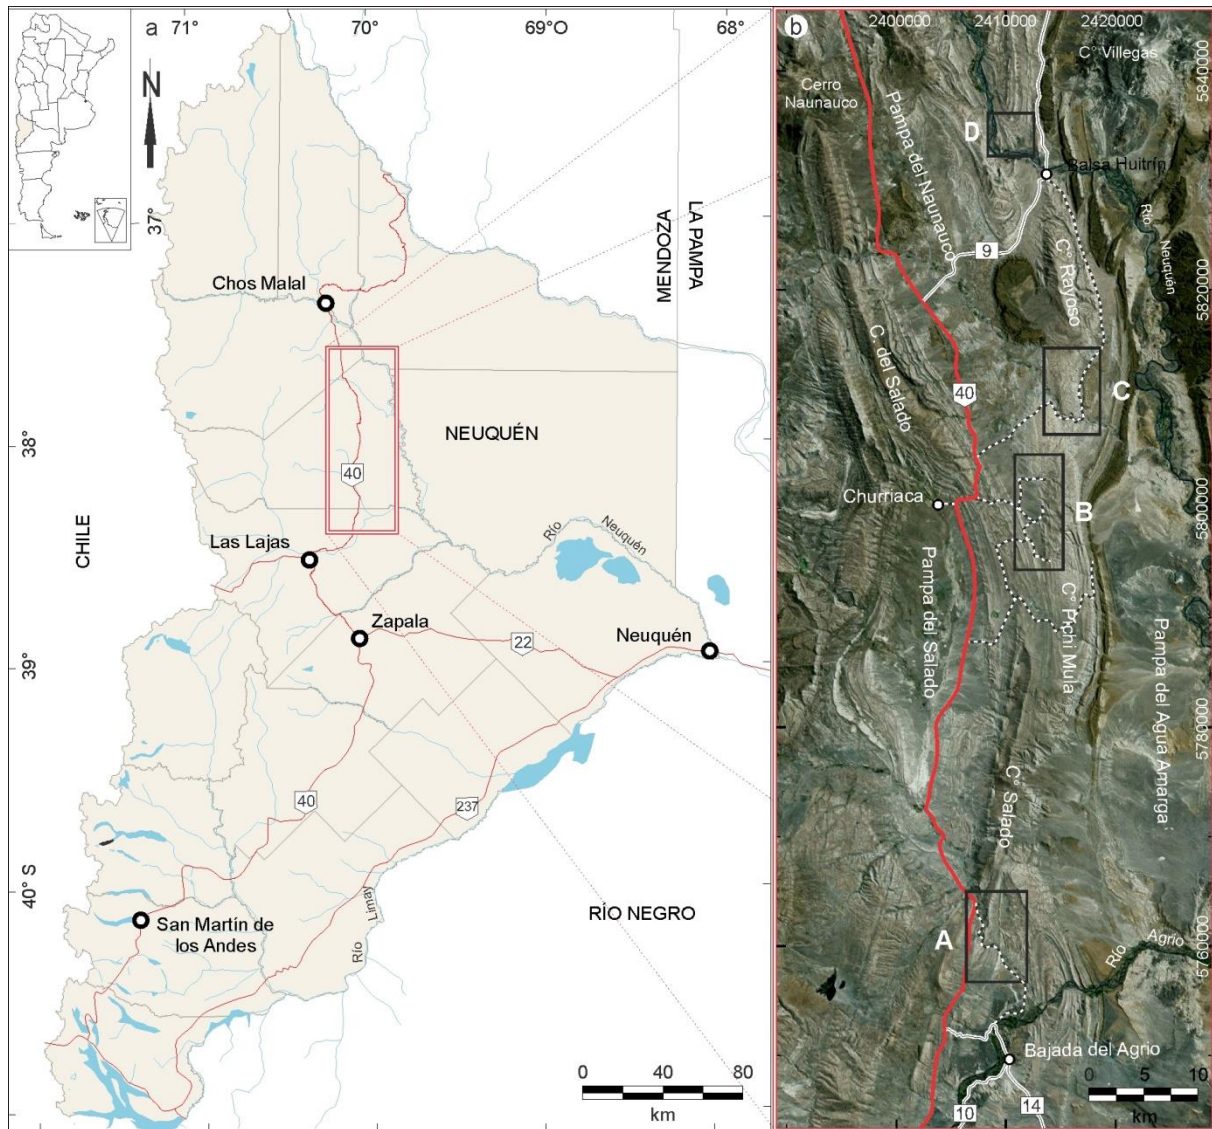 a
71°
70°
69°O
68°
N
37°
Chos Malal
MENDOZA
LA PAMPA
38°
NEUQUÉN
40
CHILE
Las Lajas
Río
Neuquén
Zapala
Neuquén
22
39°
40
237
40° S
San Martín de
los Andes
Río
Limay
RÍO NEGRO
0
40
80
km
b
2400000
2410000
2420000
C° Villegas
5840000
Cerro
Naunauco
Pampa del Naunauco
D
Balsa Huitrín
Río
Neuquén
9
C° Rayoso
5820000
C. del Salado
40
C
Churriaca
B
5800000
Pampa del Salado
C° Pichi Mula
Pampa del Agua Amarga
5780000
C° Salado
A
Río
Agrio
5760000
Bajada del Agrio
0
5
10
km
10
14